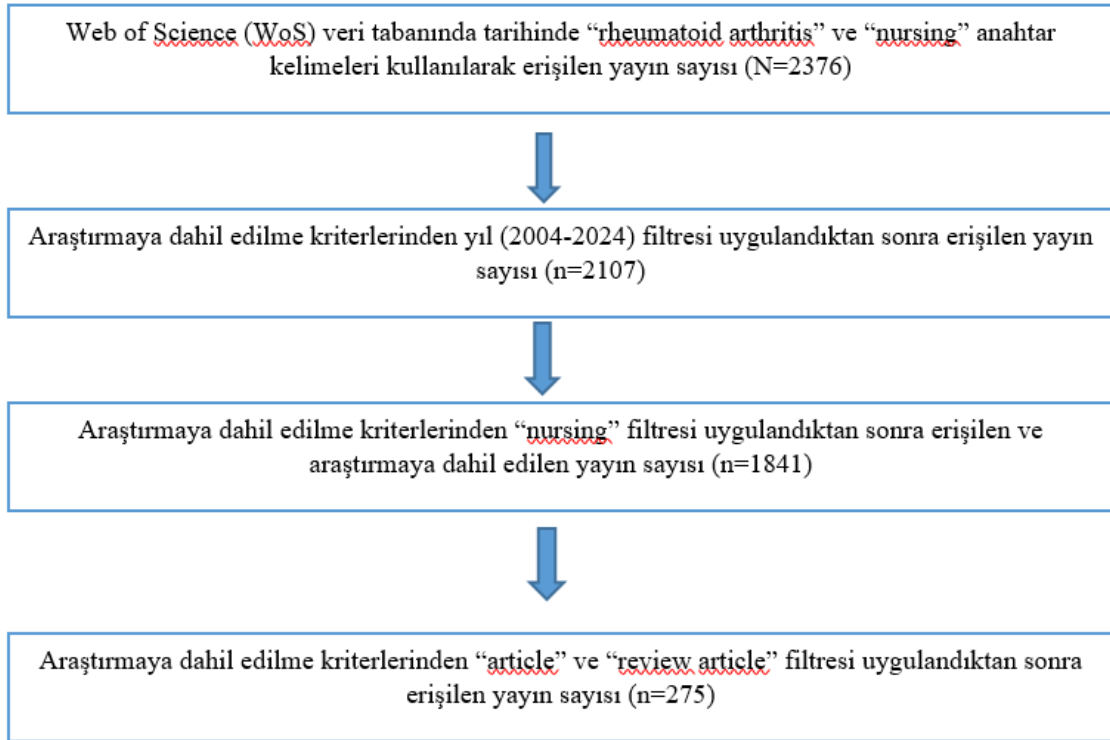 Web of Science (WoS) veri tabanında tarihinde “rheumatoid arthritis” ve “nursing” anahtar
kelimeleri kullanılarak erişilen yayın sayısı (N=2376)
Araştırmaya dahil edilme kriterlerinden yıl (2004-2024) filtresi uygulandıktan sonra erişilen yayın
sayısı (n=2107)
Araştırmaya dahil edilme kriterlerinden “nursing” filtresi uygulandıktan sonra erişilen ve
araştırmaya dahil edilen yayın sayısı (n=1841)
Araştırmaya dahil edilme kriterlerinden “article” ve “review article” filtresi uygulandıktan sonra
erişilen yayın sayısı (n=275)